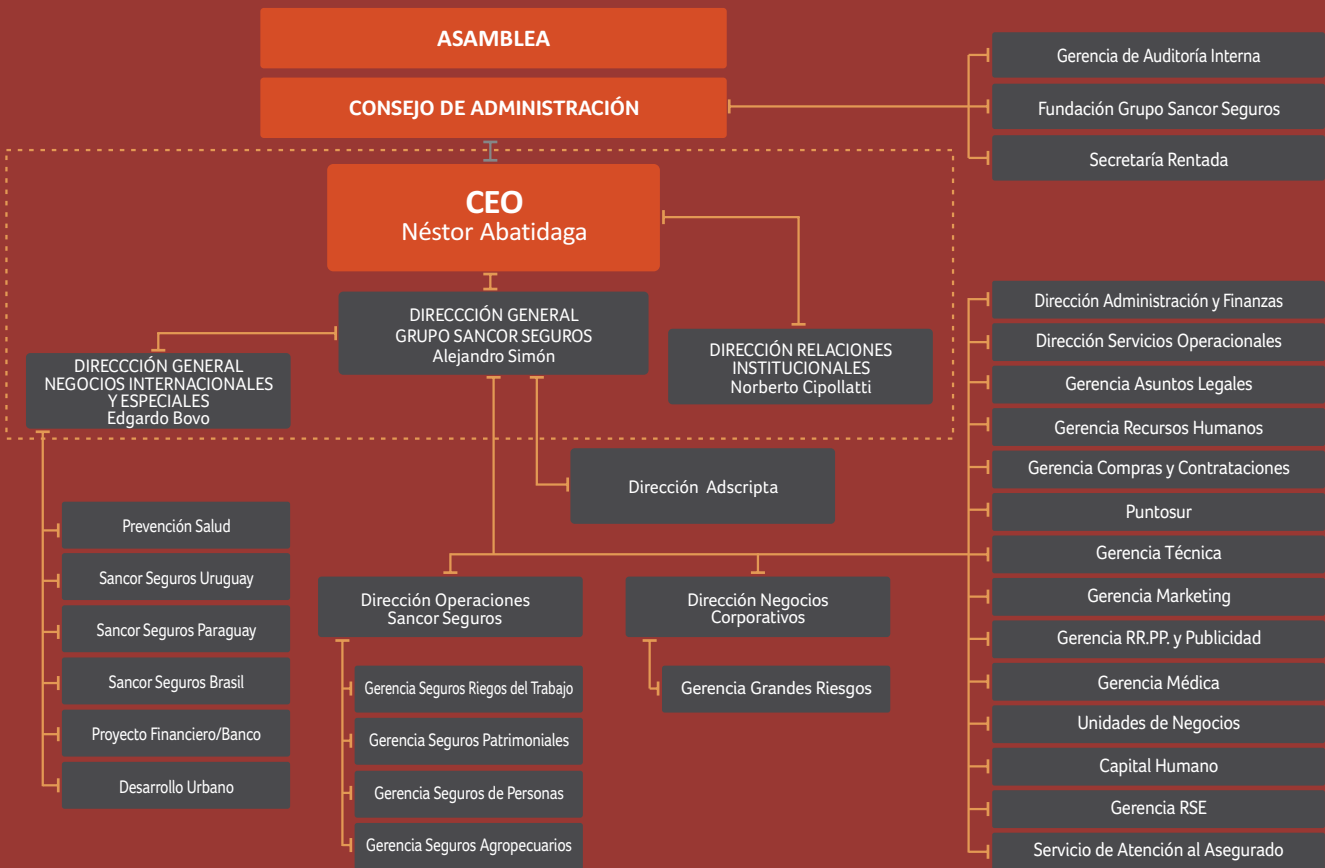 ASAMBLEA
CONSEJO DE ADMINISTRACIÓN
Gerencia de Auditoría Interna
Fundación Grupo Sancor Seguros
Secretaría Rentada
CEO
Néstor Abatidaga
DIRECCCIÓN GENERAL
GRUPO SANCOR SEGUROS
Alejandro Simón
DIRECCIÓN RELACIONES
INSTITUCIONALES
Norberto Cipollatti
DIRECCCIÓN GENERAL
NEGOCIOS INTERNACIONALES
Y ESPECIALES
Edgardo Bovo
Dirección Adscripta
Prevención Salud
Sancor Seguros Uruguay
Sancor Seguros Paraguay
Sancor Seguros Brasil
Proyecto Financiero/Banco
Desarrollo Urbano
Dirección Operaciones
Sancor Seguros
Gerencia Seguros Riegos del Trabajo
Gerencia Seguros Patrimoniales
Gerencia Seguros de Personas
Gerencia Seguros Agropecuarios
Dirección Negocios
Corporativos
Gerencia Grandes Riesgos
Dirección Administración y Finanzas
Dirección Servicios Operacionales
Gerencia Asuntos Legales
Gerencia Recursos Humanos
Gerencia Compras y Contrataciones
Puntosur
Gerencia Técnica
Gerencia Marketing
Gerencia RR.PP. y Publicidad
Gerencia Médica
Unidades de Negocios
Capital Humano
Gerencia RSE
Servicio de Atención al Asegurado